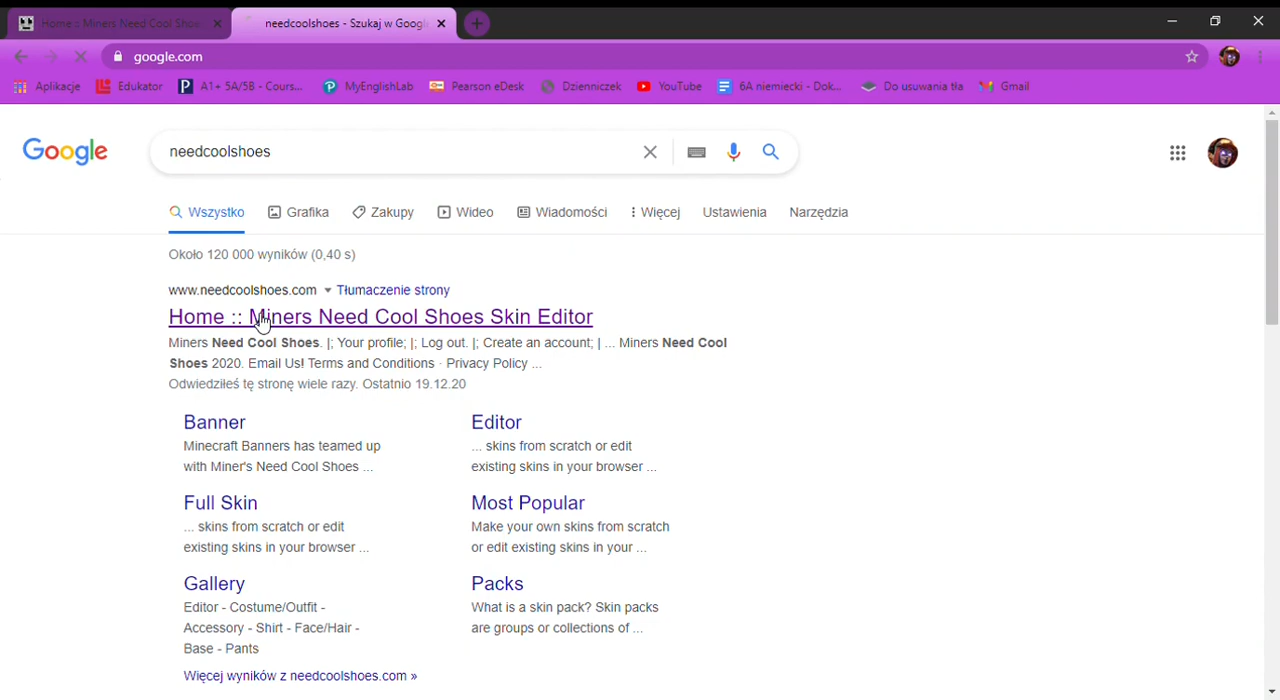 Home :: Miners Need Cool Sho
needcoolshoes - Szukaj w Googl
google.com
Aplikacje
Edukator
A1+ 5A/5B - Cours...
MyEnglishLab
Pearson eDesk
Dzienniczek
YouTube
6A niemiecki - Dok...
Do usuwania tła
Gmail
Google
needcoolshoes
Wszystko
Grafika
Zakupy
Wideo
Wiadomości
Więcej
Ustawienia
Narzędzia
Około 120 000 wyników (0,40 s)
www.needcoolshoes.com Tłumaczenie strony
Home :: Miners Need Cool Shoes Skin Editor
Miners Need Cool Shoes. |; Your profile; |; Log out. |; Create an account; | ... Miners Need Cool
Shoes 2020. Email Us! Terms and Conditions · Privacy Policy ...
Odwiedziłeś tę stronę wiele razy. Ostatnio 19.12.20
Banner
Minecraft Banners has teamed up
with Miner's Need Cool Shoes ...
Editor
... skins from scratch or edit
existing skins in your browser ...
Full Skin
... skins from scratch or edit
existing skins in your browser ...
Most Popular
Make your own skins from scratch
or edit existing skins in your ...
Gallery
Editor - Costume/Outfit -
Accessory - Shirt - Face/Hair -
Base - Pants
Packs
What is a skin pack? Skin packs
are groups or collections of ...
Więcej wyników z needcoolshoes.com »